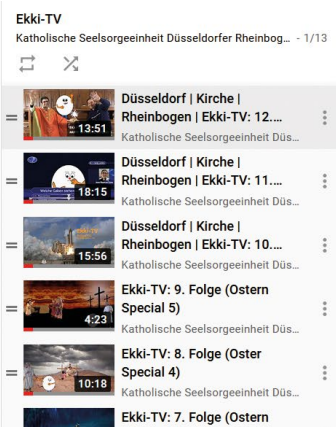 Ekki-TV
Katholische Seelsorgeeinheit Düsseldorfer Rheinbog... - 1/13
Düsseldorf | Kirche |
Rheinbogen | Ekki-TV: 12....
Katholische Seelsorgeeinheit Düs...
13:51
Düsseldorf | Kirche |
Rheinbogen | Ekki-TV: 11....
Katholische Seelsorgeeinheit Düs...
18:15
Düsseldorf | Kirche |
Rheinbogen | Ekki-TV: 10....
Katholische Seelsorgeeinheit Düs...
15:56
Ekki-TV: 9. Folge (Ostern
Special 5)
Katholische Seelsorgeeinheit Düs...
4:23
Ekki-TV: 8. Folge (Oster
Special 4)
Katholische Seelsorgeeinheit Düs...
10:18
Ekki-TV: 7. Folge (Ostern